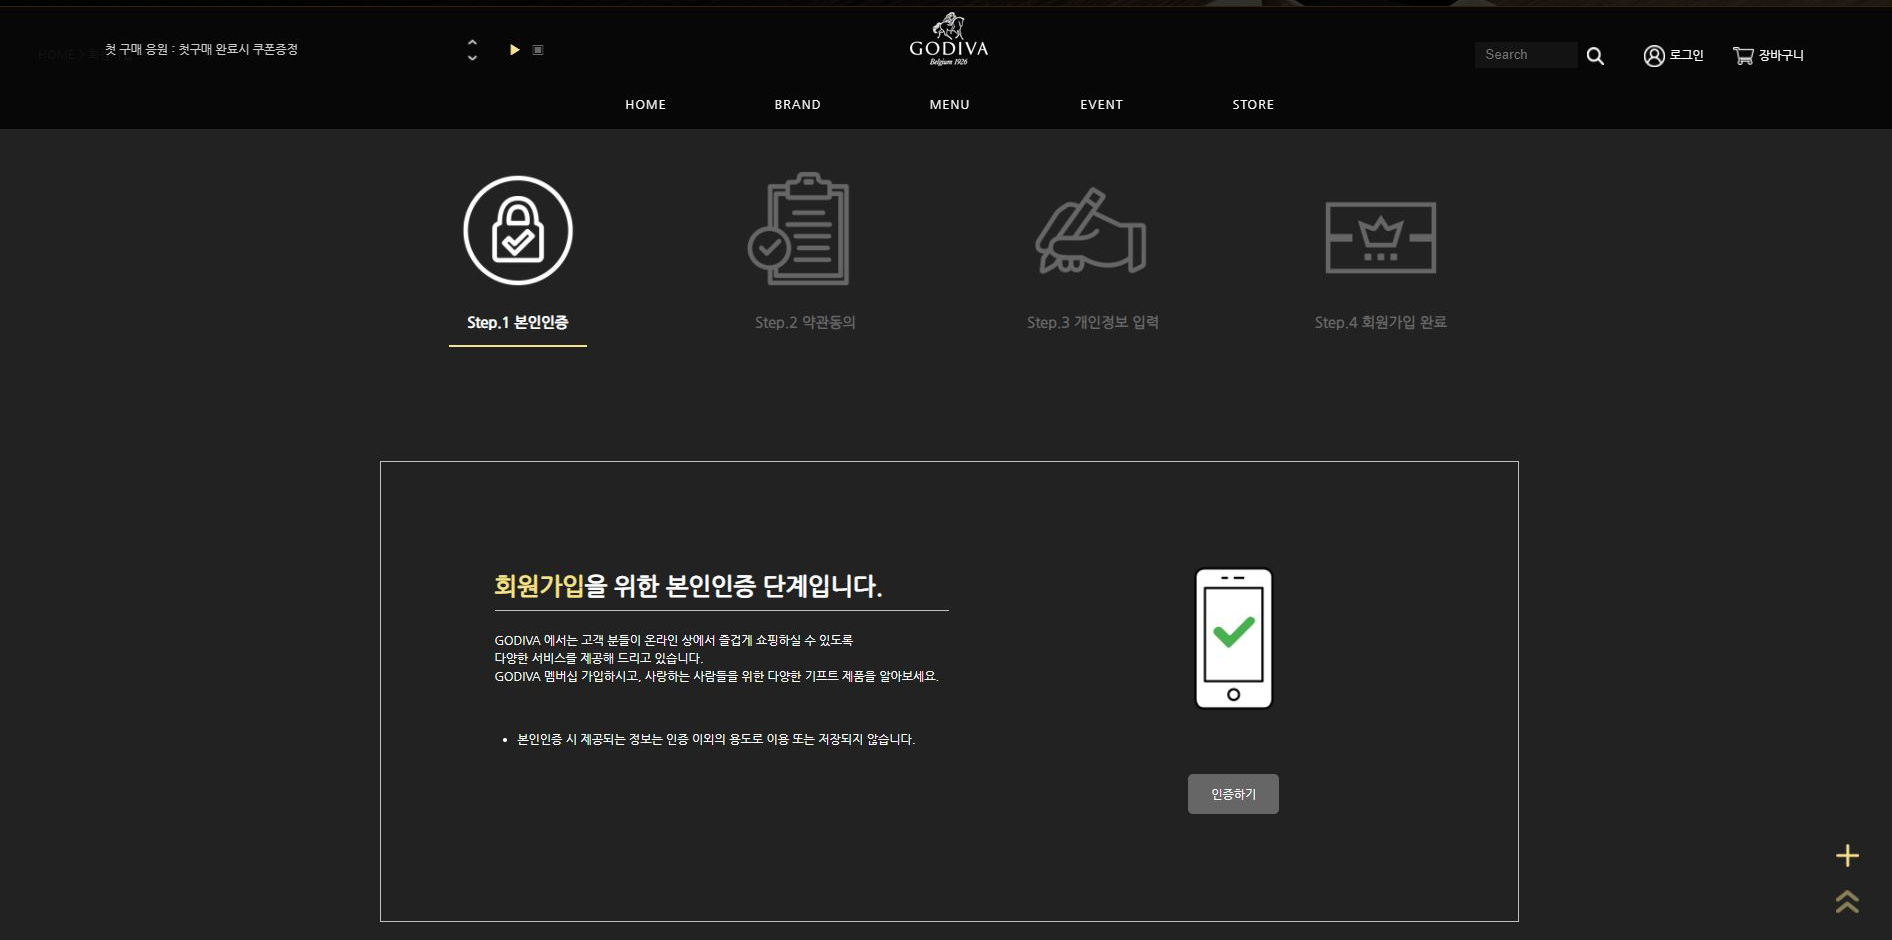 HOME > 회원가입
첫 구매 응원 : 첫구매 완료시 쿠폰증정
GODIVA
Belgium 1926
Search
로그인
장바구니
HOME
BRAND
MENU
EVENT
STORE
Step.1 본인인증
Step.2 약관동의
Step.3 개인정보 입력
Step.4 회원가입 완료
회원가입을 위한 본인인증 단계입니다.
GODIVA 에서는 고객 분들이 온라인 상에서 즐겁게 쇼핑하실 수 있도록
다양한 서비스를 제공해 드리고 있습니다.
GODIVA 멤버십 가입하시고, 사랑하는 사람들을 위한 다양한 기프트 제품을 알아보세요.
본인인증 시 제공되는 정보는 인증 이외의 용도로 이용 또는 저장되지 않습니다.
인증하기